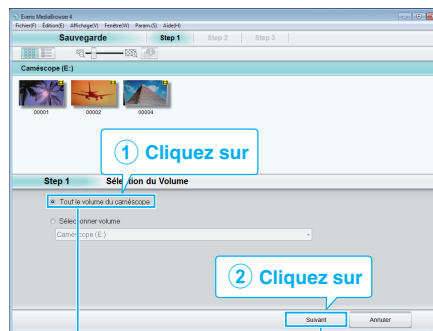 Everio MediaBrowser 4
Fichier(F) Édition(E) Affichage(V) Fenêtre(W) Param.(S) Aide(H)
Sauvegarde Step 1 Step 2 Step 3
Caméscope (E:)
00001 00002 00004
① Cliquez sur
Step 1 Sélection du Volume
Tout le volume du caméscope
Sélectionner volume
Caméscope (E:)
② Cliquez sur
Suivant Annuler